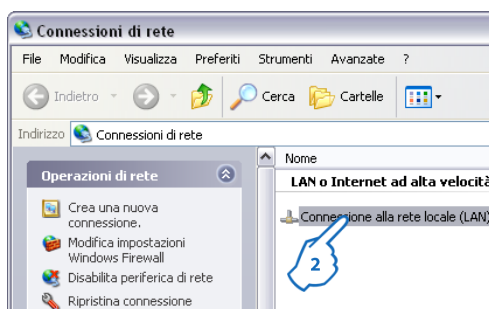 Connessioni di rete
File Modifica Visualizza Preferiti Strumenti Avanzate ?
Indietro Cerca Cartelle
Indirizzo Connessioni di rete
Operazioni di rete
Crea una nuova
connessione.
Modifica impostazioni
Windows Firewall
Disabilita periferica di rete
Ripristina connessione
Nome
LAN o Internet ad alta velocità
Connessione alla rete locale (LAN)
2